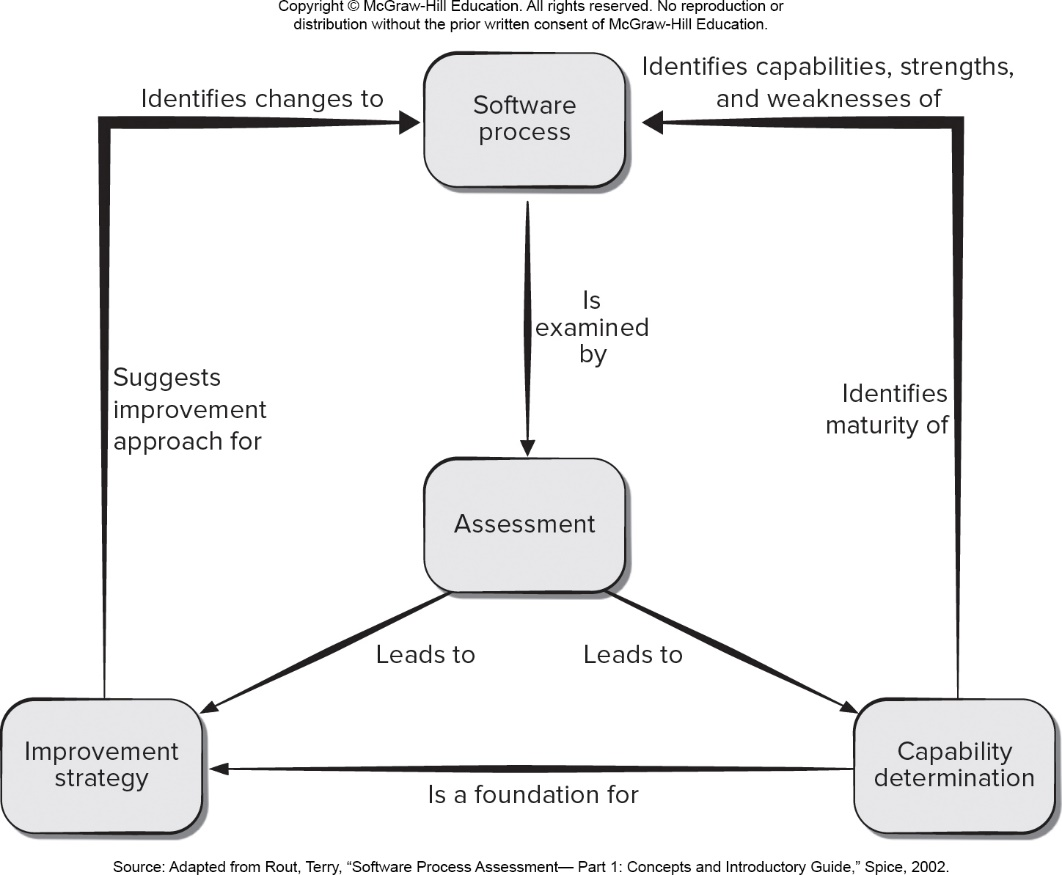 Copyright © McGraw-Hill Education. All rights reserved. No reproduction or
distribution without the prior written consent of McGraw-Hill Education.
Identifies changes to
Software
process
Identifies capabilities, strengths,
and weaknesses of
Is
examined
by
Suggests
improvement
approach for
Identifies
maturity of
Assessment
Leads to
Leads to
Improvement
strategy
Capability
determination
Is a foundation for
Source: Adapted from Rout, Terry, “Software Process Assessment— Part 1: Concepts and Introductory Guide,” Spice, 2002.